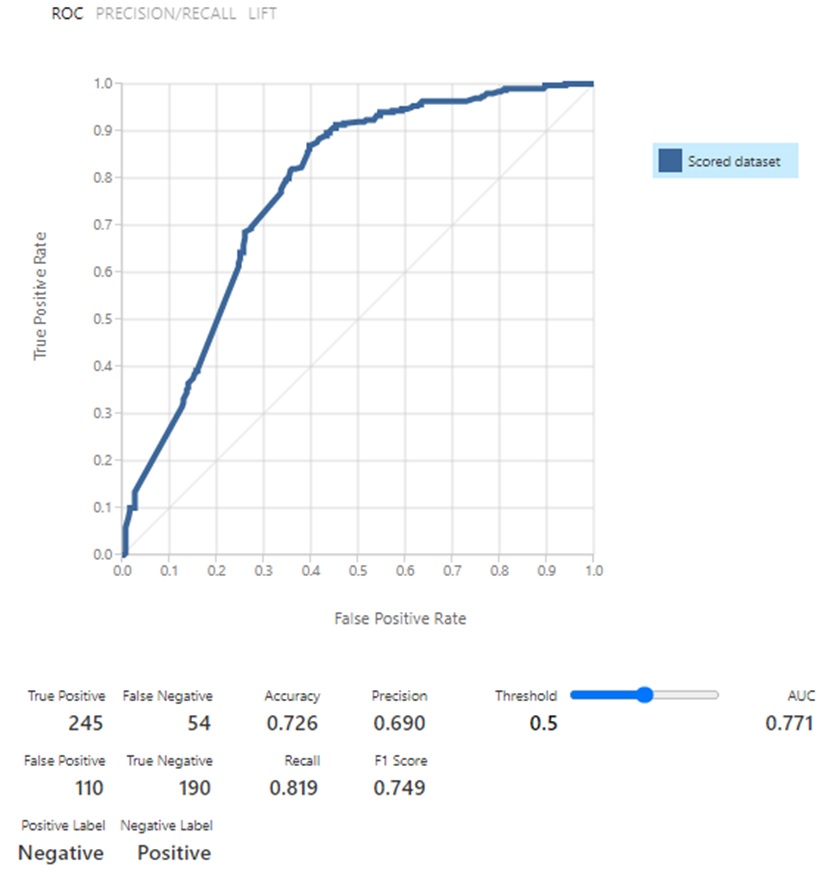 ROC PRECISION/RECALL LIFT
1.0
0.9
0.8
0.7
0.6
0.5
0.4
0.3
0.2
0.1
0.0
True Positive Rate
0.0 0.1 0.2 0.3 0.4 0.5 0.6 0.7 0.8 0.9 1.0
False Positive Rate
Scored dataset
True Positive False Negative Accuracy Precision Threshold AUC
245 54 0.726 0.690 0.5 0.771
False Positive True Negative Recall F1 Score
110 190 0.819 0.749
Positive Label Negative Label
Negative Positive